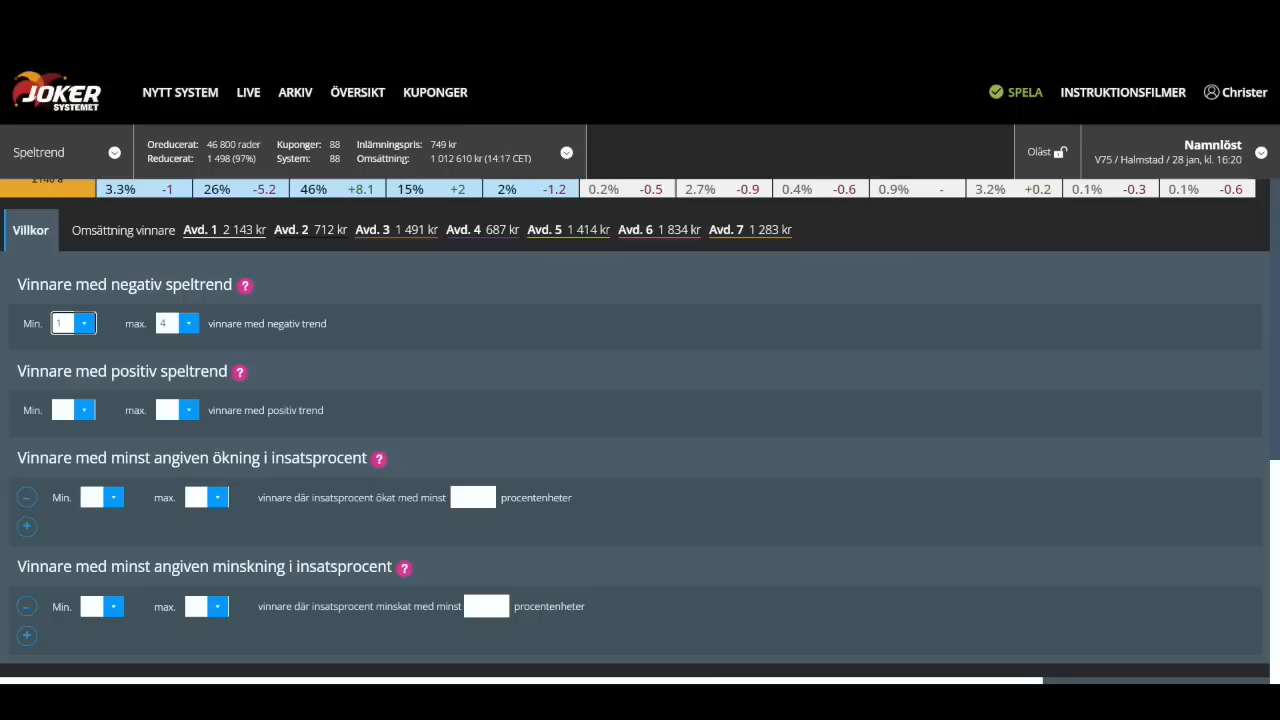 JOKER
SYSTEMET
NYTT SYSTEM LIVE ARKIV ÖVERSIKT KUPONGER
SPELA INSTRUKTIONSFILMER Christer
Speltrend
Oreducerat: 46 800 rader Kuponger: 88 Inlämningspris: 749 kr
Reducerat: 1 498 (97%) System: 88 Omsättning: 1 012 610 kr (14:17 CET)
Olåst
Namnlöst
V75 / Halmstad / 28 jan, kl. 16:20
3.3% -1 26% -5.2 46% +8.1 15% +2 2% -1.2 0.2% -0.5 2.7% -0.9 0.4% -0.6 0.9% - 3.2% +0.2 0.1% -0.3 0.1% -0.6
Villkor Omsättning vinnare Avd. 1 2 143 kr Avd. 2 712 kr Avd. 3 1 491 kr Avd. 4 687 kr Avd. 5 1 414 kr Avd. 6 1 834 kr Avd. 7 1 283 kr
Vinnare med negativ speltrend ?
Min. 1 max. 4 vinnare med negativ trend
Vinnare med positiv speltrend ?
Min. max. vinnare med positiv trend
Vinnare med minst angiven ökning i insatsprocent ?
Min. max. vinnare där insatsprocent ökat med minst procentenheter
Vinnare med minst angiven minskning i insatsprocent ?
Min. max. vinnare där insatsprocent minskat med minst procentenheter